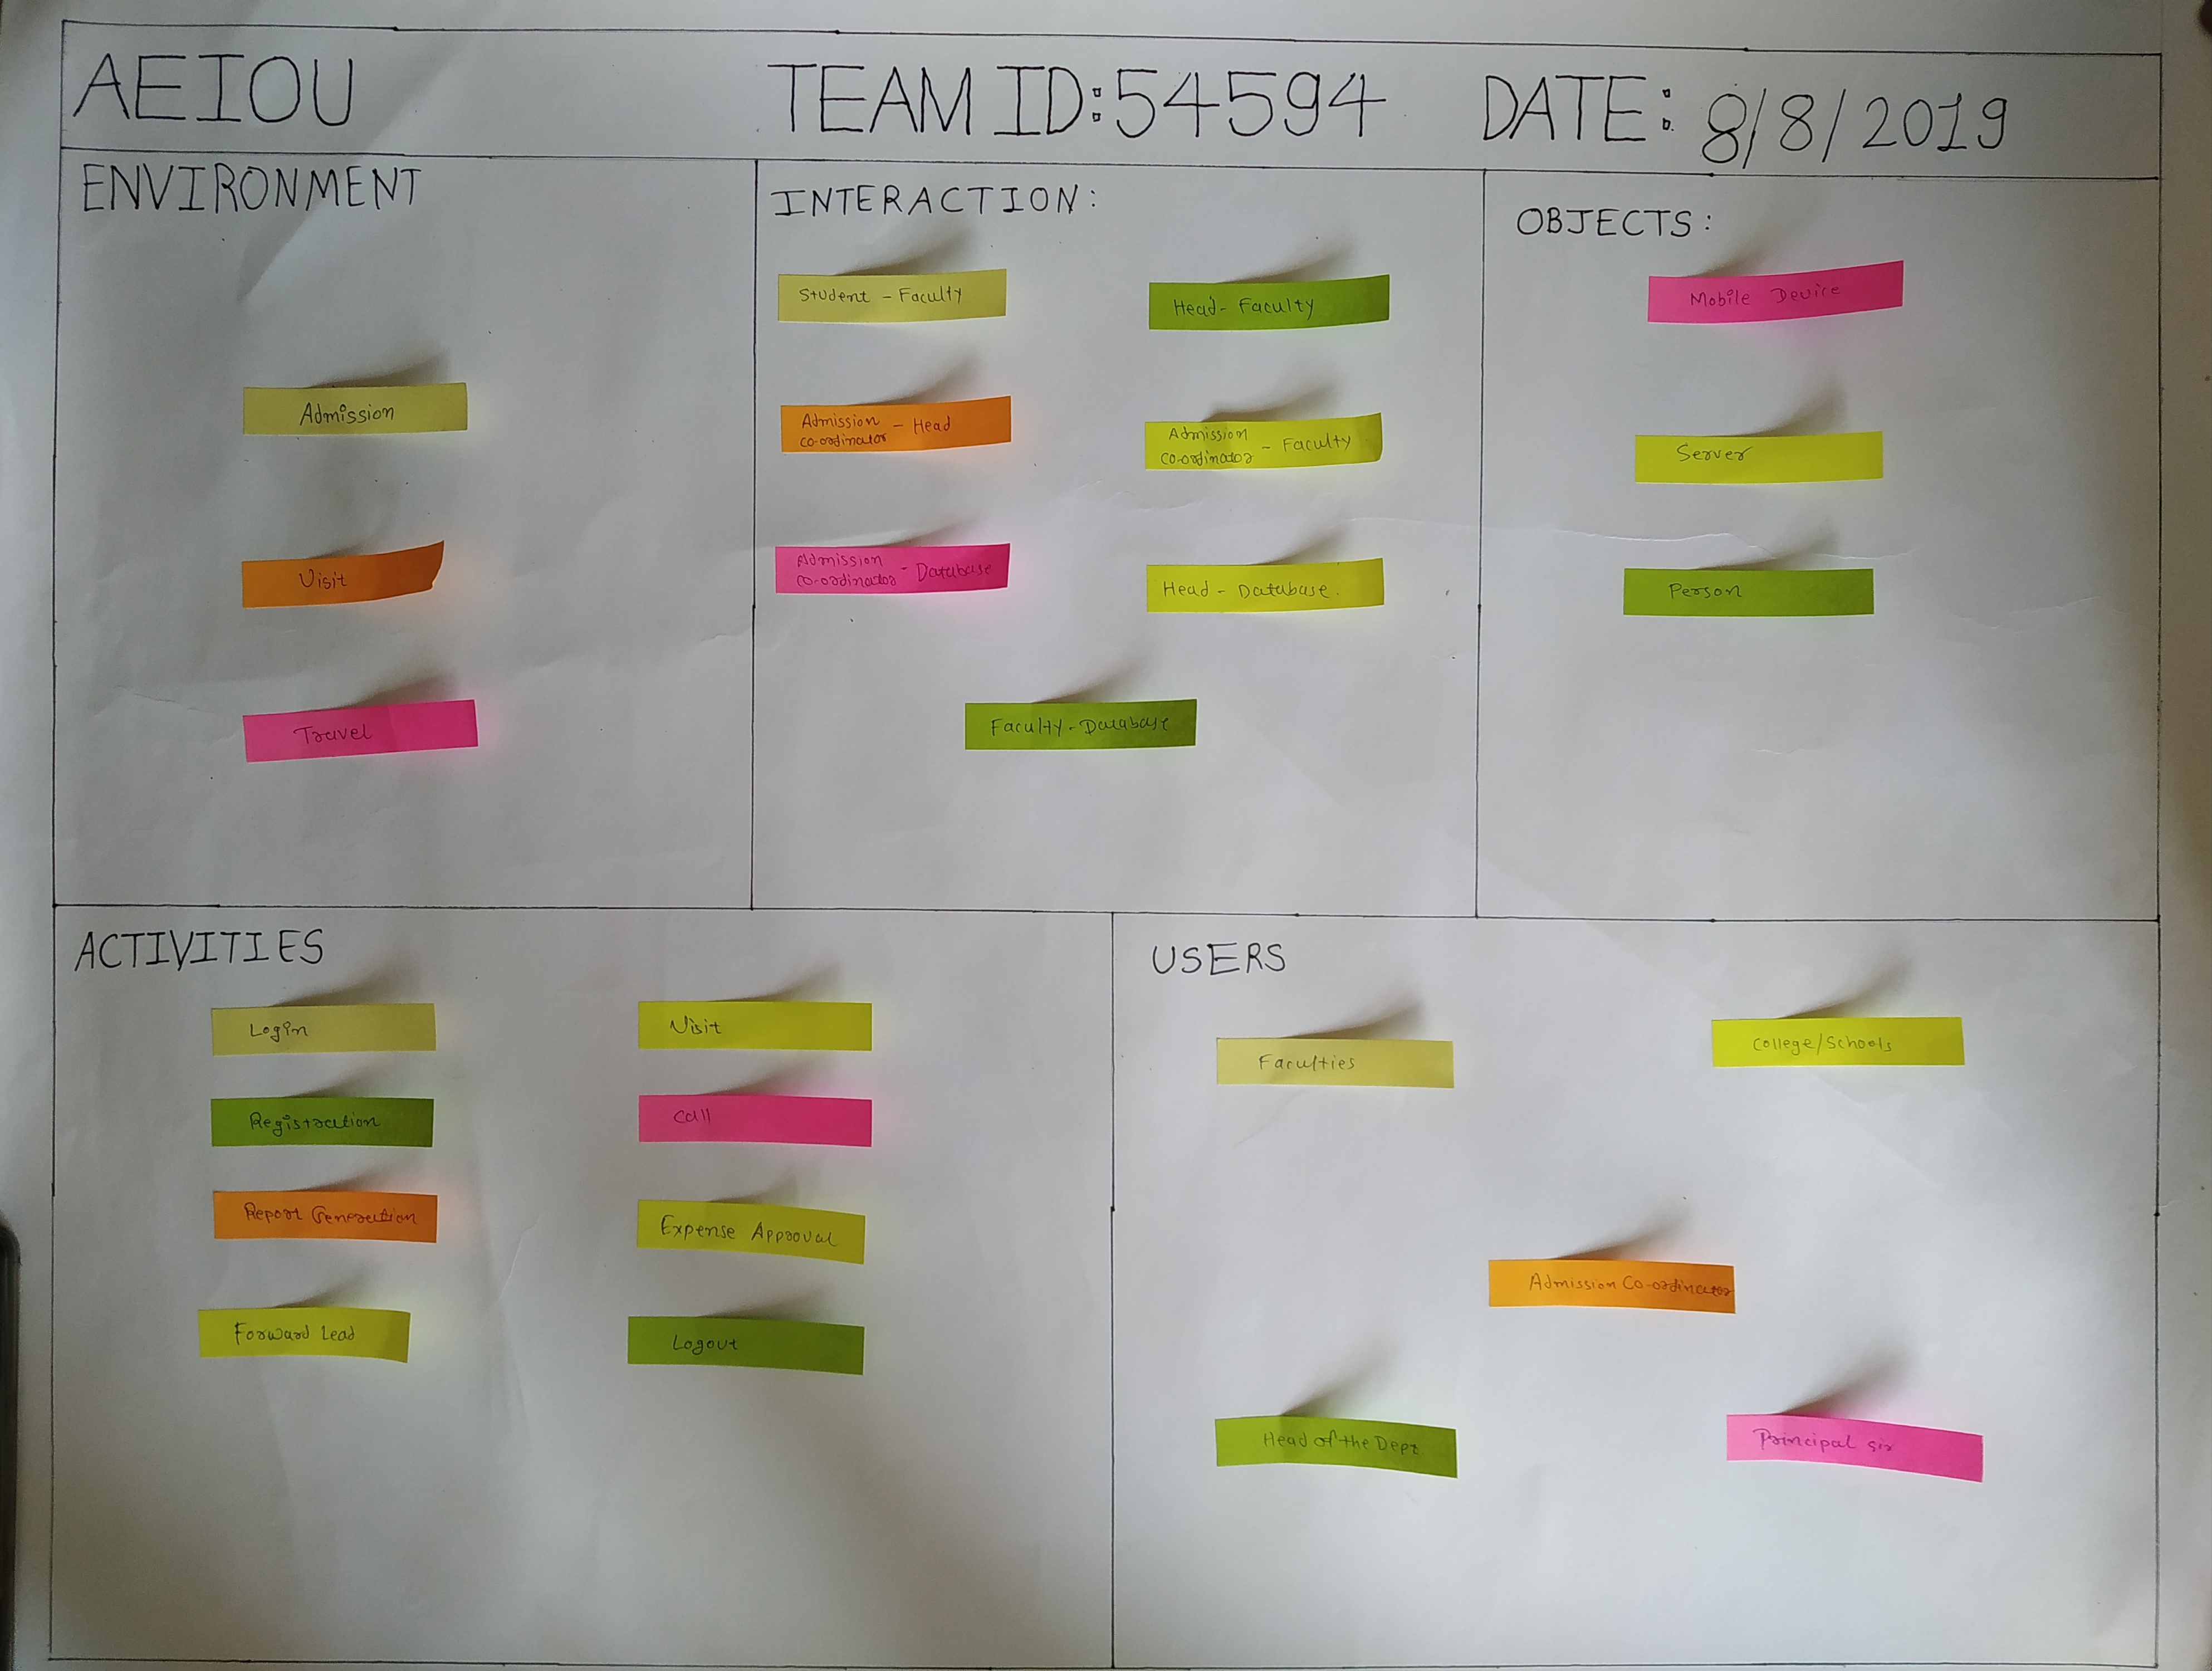 AEIOU TEAM ID:54594 DATE: 8/8/2019
ENVIRONMENT
Admission
Visit
Travel
INTERACTION:
Student - Faculty
Head - Faculty
Admission
co-ordinator - Head
Admission
co-ordinator - Faculty
Admission
co-ordinator - Database
Head - Database.
Faculty - Database
OBJECTS:
Mobile Device
Server
Person
ACTIVITIES
Login
Visit
Registration
Call
Report Generation
Expense Approval
Forward Lead
Logout
USERS
Faculties
College/Schools
Admission Co-ordinator
Head of the Dept
Principal sir